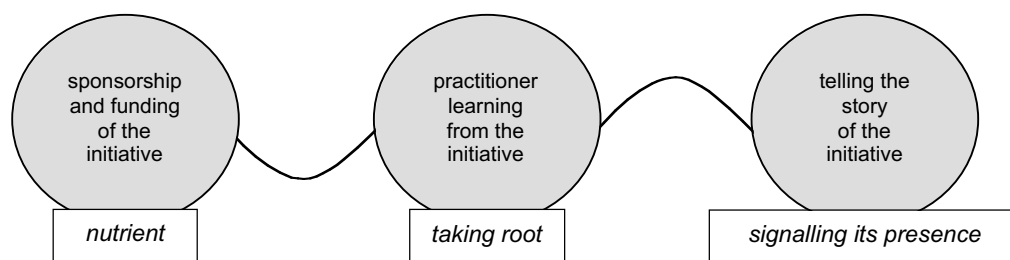 sponsorship
and funding
of the
initiative
nutrient
practitioner
learning
from the
initiative
taking root
telling the
story
of the
initiative
signalling its presence